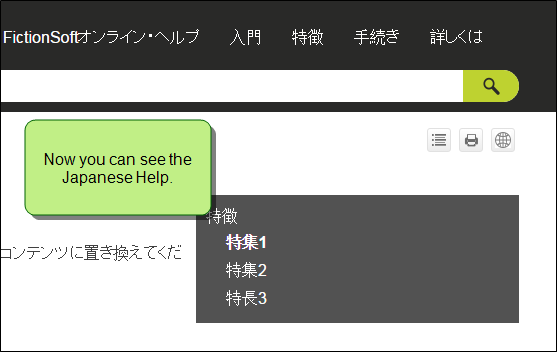 FictionSoftオンライン・ヘルプ 入門 特徴 手続き 詳しくは
Now you can see the
Japanese Help.
特徴
特集1
コンテンツに置き換えてくだ
特集2
特長3